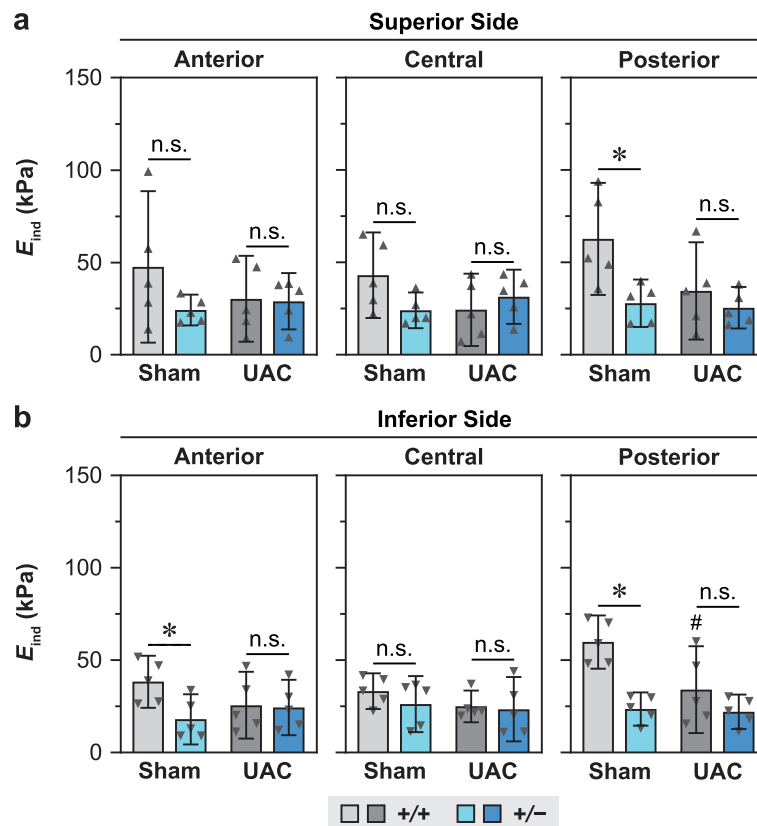 a
Superior Side
Anterior Central Posterior
E_ind (kPa)
150
100
50
0
n.s. n.s. n.s. n.s. * n.s.
Sham UAC Sham UAC Sham UAC
b
Inferior Side
Anterior Central Posterior
E_ind (kPa)
150
100
50
0
* n.s. n.s. n.s. * n.s.
#
Sham UAC Sham UAC Sham UAC
+/+ +/−